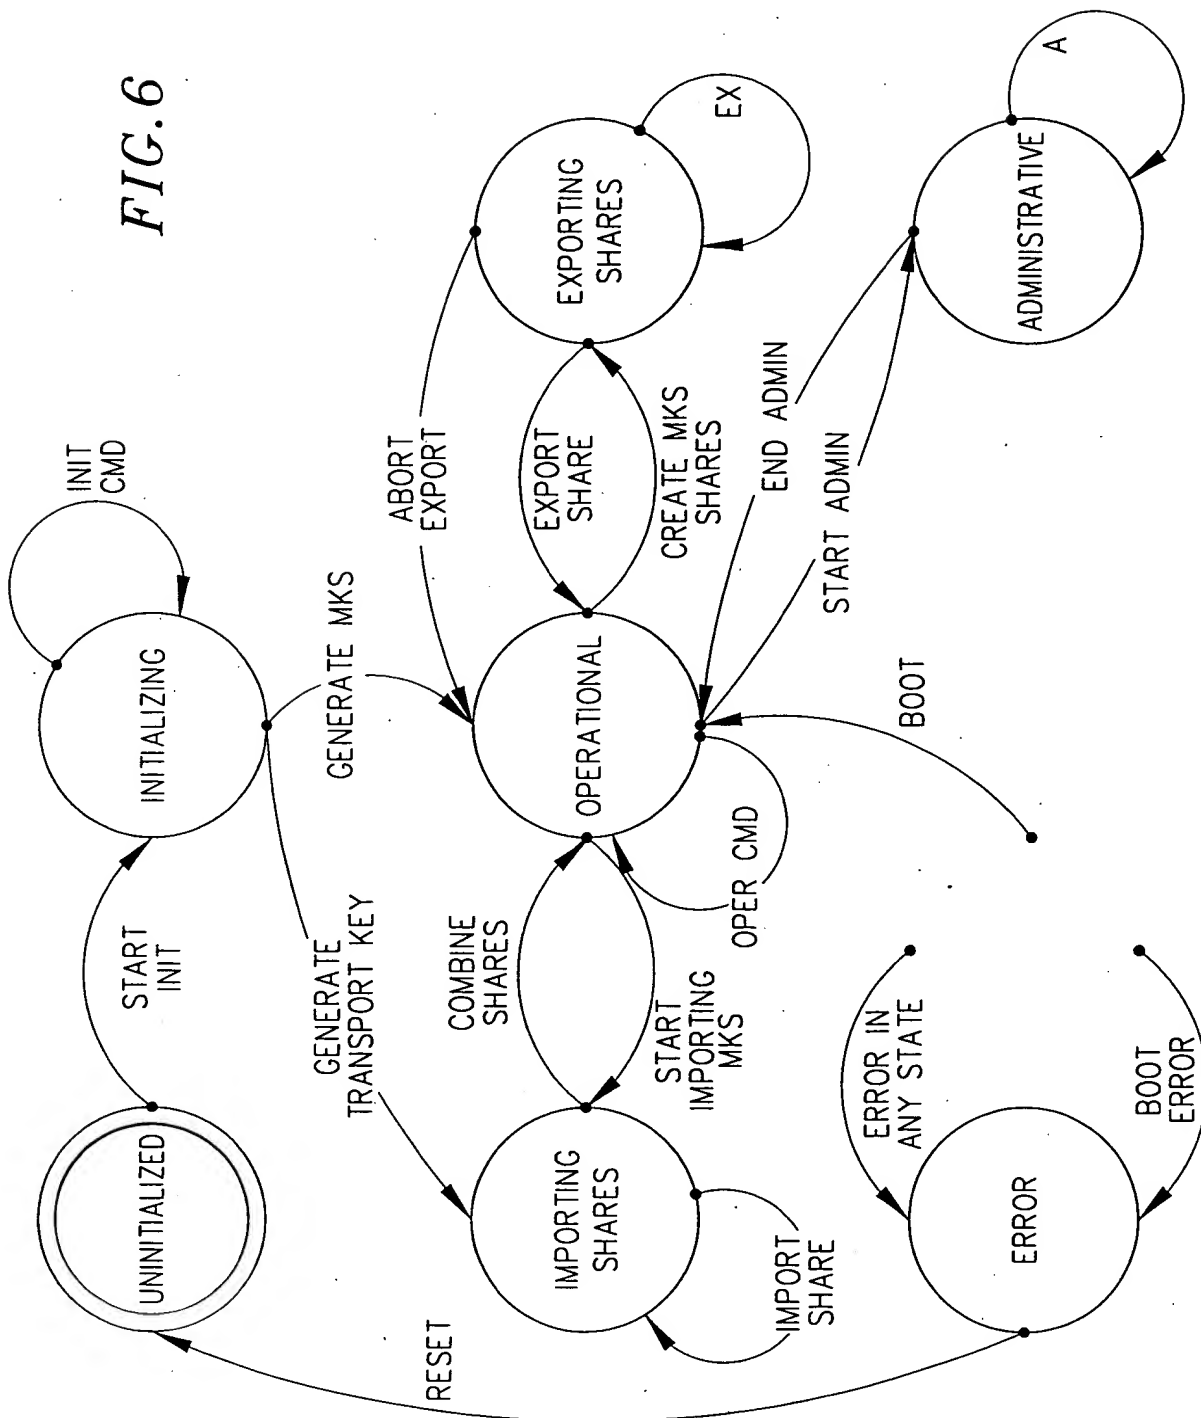 FIG. 6
UNINITIALIZED
START
INIT
INITIALIZING
INIT
CMD
RESET
GENERATE
TRANSPORT KEY
GENERATE MKS
ABORT
EXPORT
IMPORTING
SHARES
COMBINE
SHARES
START
IMPORTING
MKS
IMPORT
SHARE
OPERATIONAL
OPER CMD
EXPORT
SHARE
CREATE MKS
SHARES
EXPORTING
SHARES
EX
END ADMIN
START ADMIN
BOOT
ERROR IN
ANY STATE
ERROR
BOOT
ERROR
ADMINISTRATIVE
A